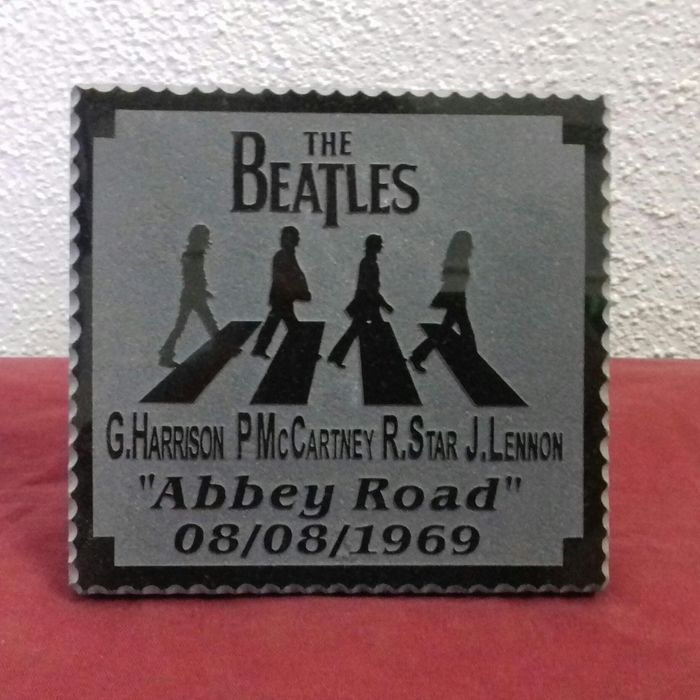 THE
BEATLES
G.HARRISON P McCARTNEY R.STAR J.LENNON
"Abbey Road"
08/08/1969